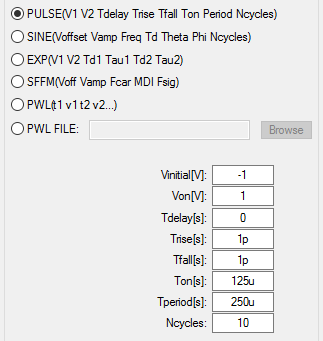 PULSE(V1 V2 Tdelay Trise Tfall Ton Period Ncycles)
SINE(Voffset Vamp Freq Td Theta Phi Ncycles)
EXP(V1 V2 Td1 Tau1 Td2 Tau2)
SFFM(Voff Vamp Fcar MDI Fsig)
PWL(t1 v1 t2 v2...)
PWL FILE: Browse
Vinitial[V]: -1
Von[V]: 1
Tdelay[s]: 0
Trise[s]: 1p
Tfall[s]: 1p
Ton[s]: 125u
Tperiod[s]: 250u
Ncycles: 10